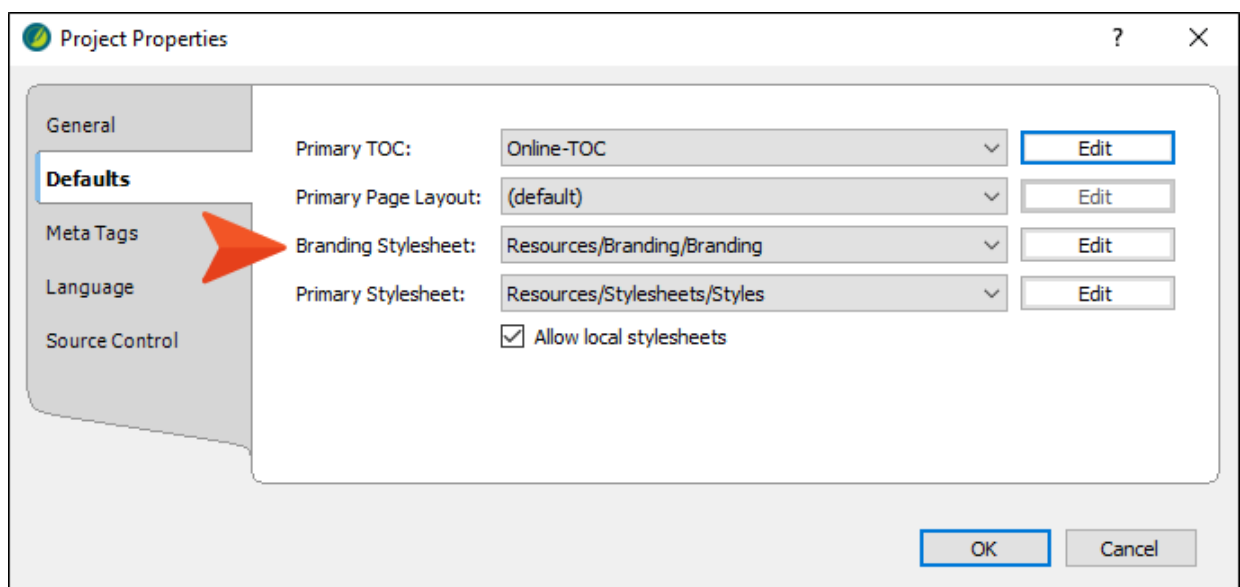 Project Properties
?
General
Defaults
Meta Tags
Language
Source Control
Primary TOC: Online-TOC Edit
Primary Page Layout: (default) Edit
Branding Stylesheet: Resources/Branding/Branding Edit
Primary Stylesheet: Resources/Stylesheets/Styles Edit
Allow local stylesheets
OK Cancel